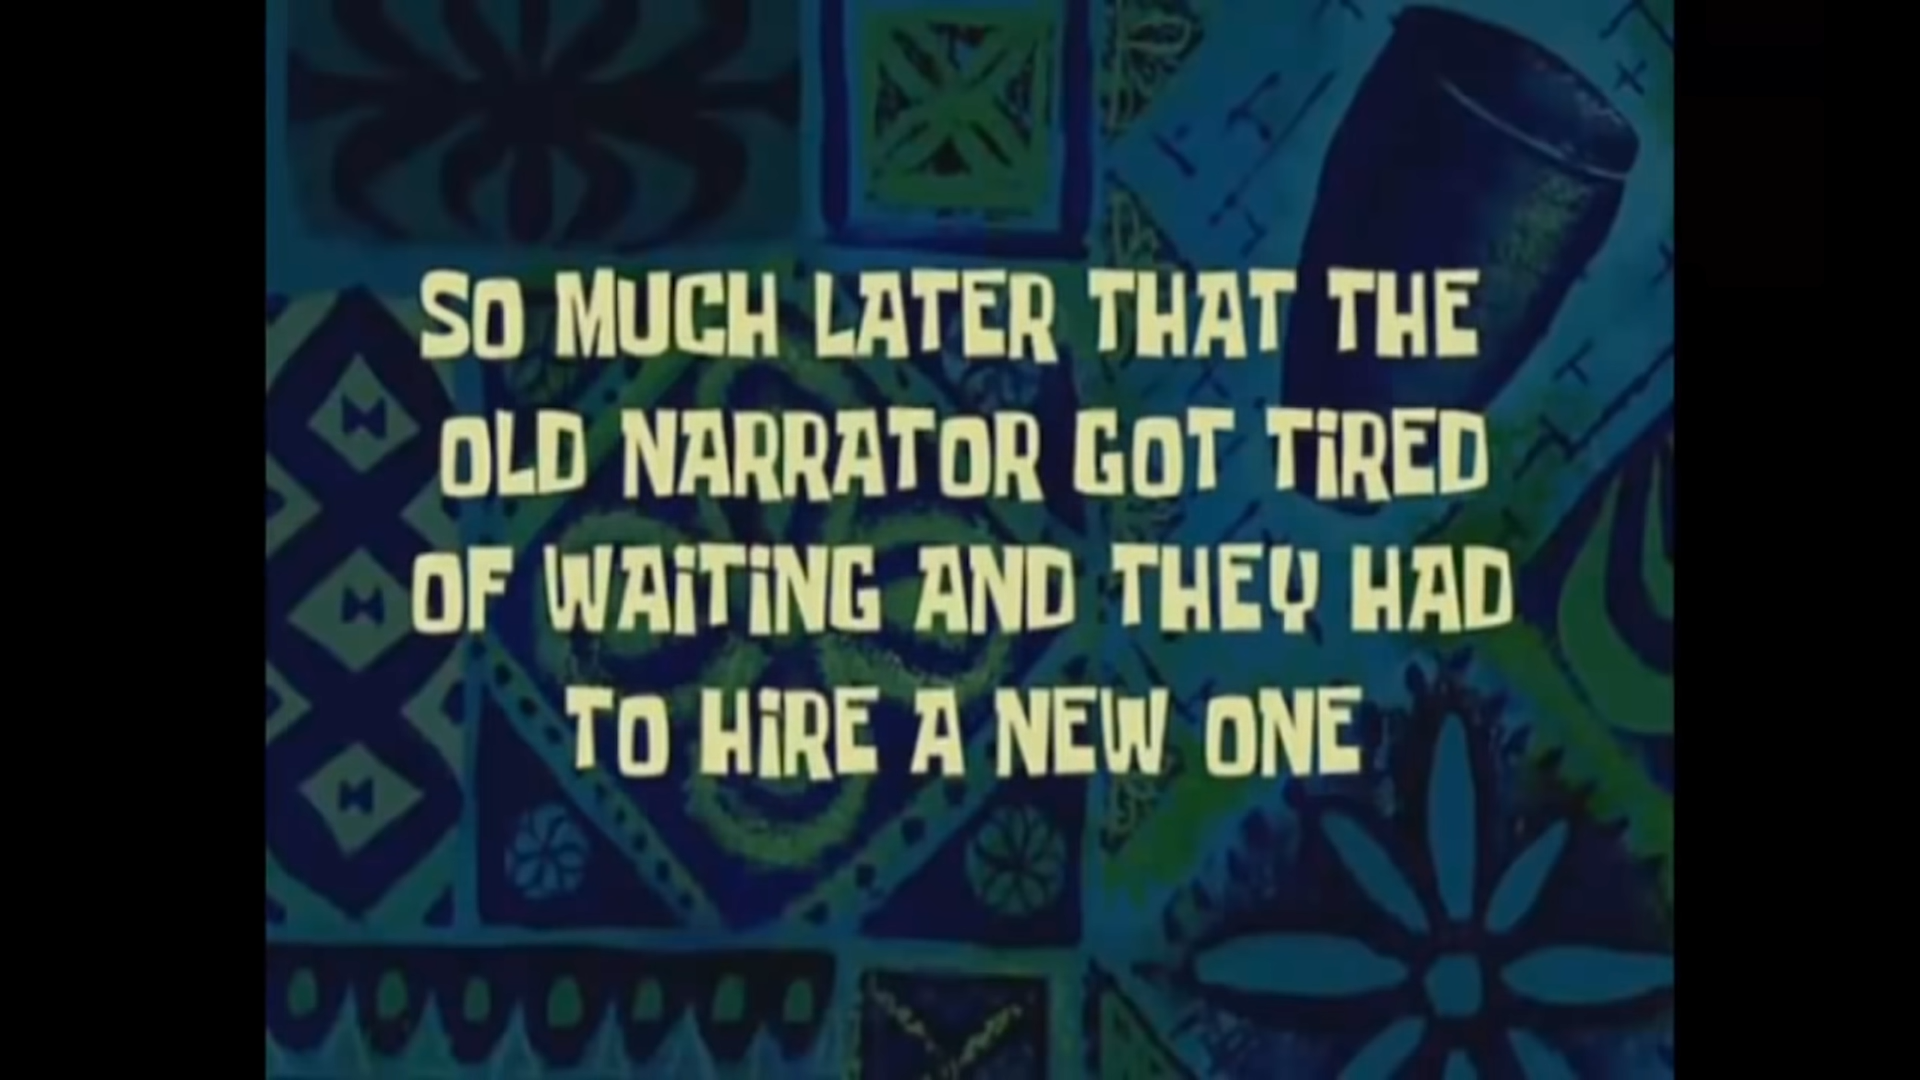 SO MUCH LATER THAT THE
OLD NARRATOR GOT TiRED
OF WAiTiNG AND THEY HAD
TO HiRE A NEW ONE